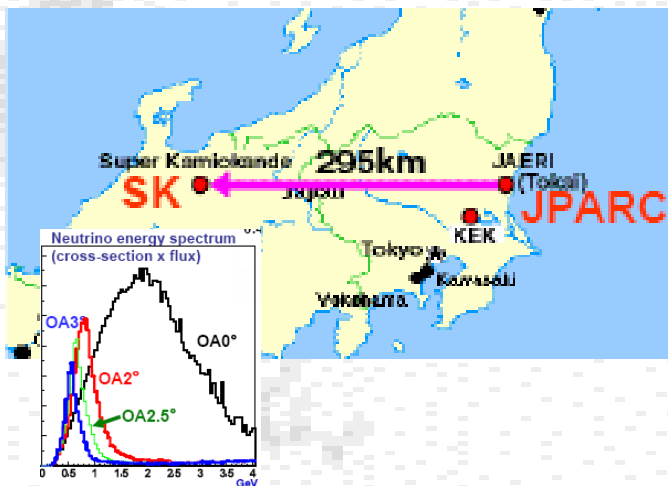 Super Kamiokande
295km
JAERI
(Tokai)
SK
Japan
JPARC
KEK
Tokyo
Kawasaki
Yokohama
Neutrino energy spectrum
(cross-section x flux)
OA3°
OA0°
OA2°
OA2.5°
0 0.5 1 1.5 2 2.5 3 3.5 4
GeV